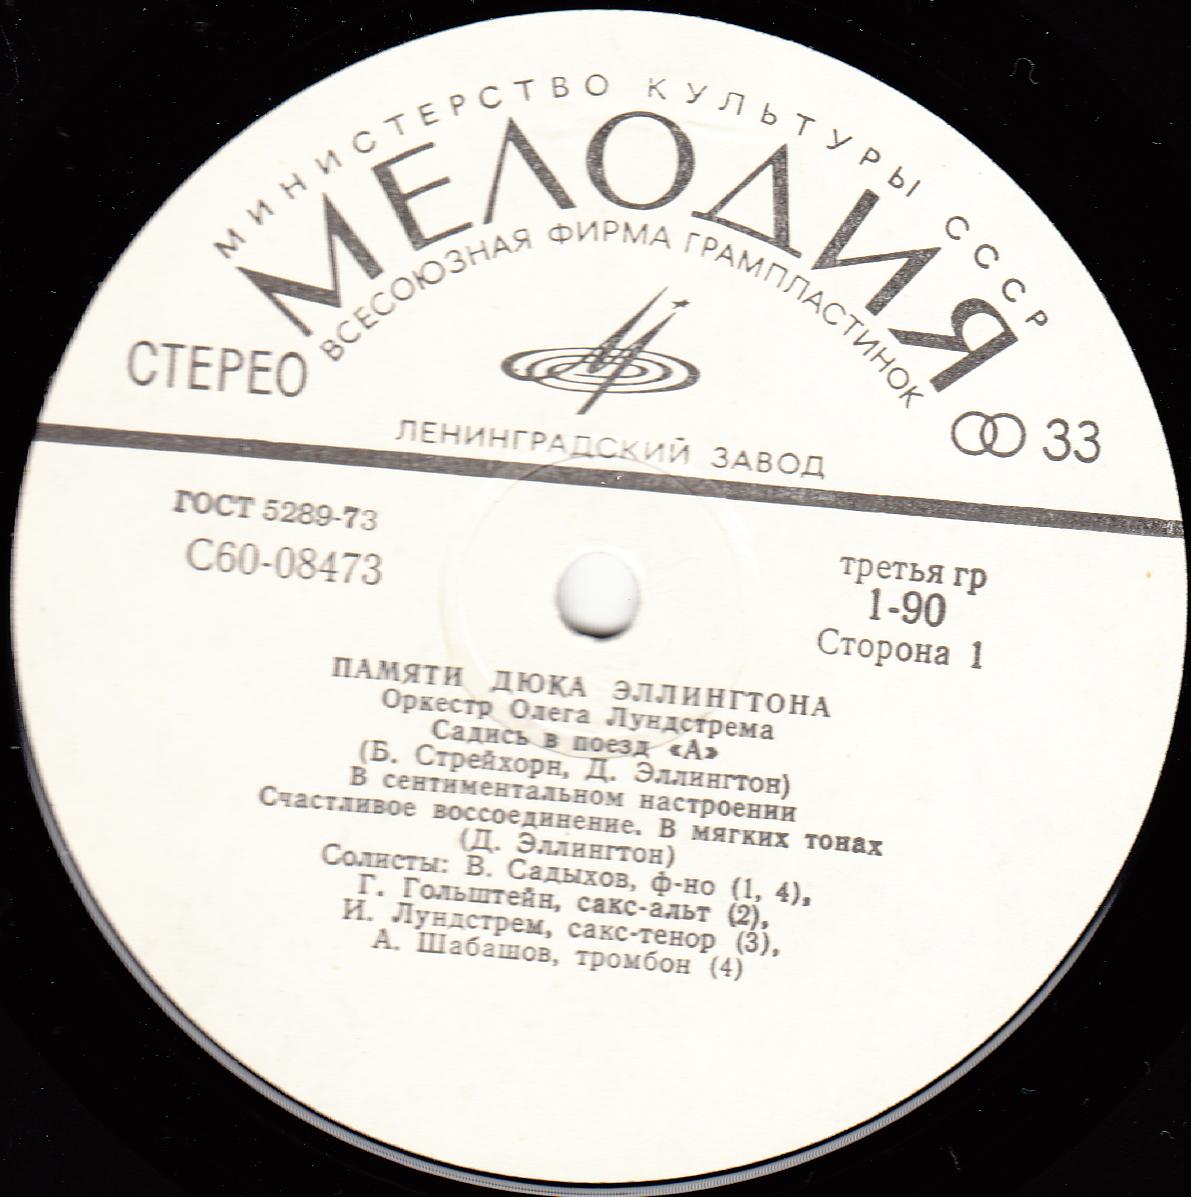 МИНИСТЕРСТВО КУЛЬТУРЫ СССР
МЕЛОДИЯ
ВСЕСОЮЗНАЯ ФИРМА ГРАМПЛАСТИНОК
СТЕРЕО
33
ЛЕНИНГРАДСКИЙ ЗАВОД
ГОСТ 5289-73
С60-08473
третья гр
1-90
Сторона 1
ПАМЯТИ ДЮКА ЭЛЛИНГТОНА
Оркестр Олега Лундстрема
Садись в поезд «А»
(Б. Стрейхорн, Д. Эллингтон)
В сентиментальном настроении
Счастливое воссоединение. В мягких тонах
(Д. Эллингтон)
Солисты: В. Садыхов, ф-но (1, 4),
Г. Гольштейн, сакс-альт (2),
И. Лундстрем, сакс-тенор (3),
А. Шабашов, тромбон (4)